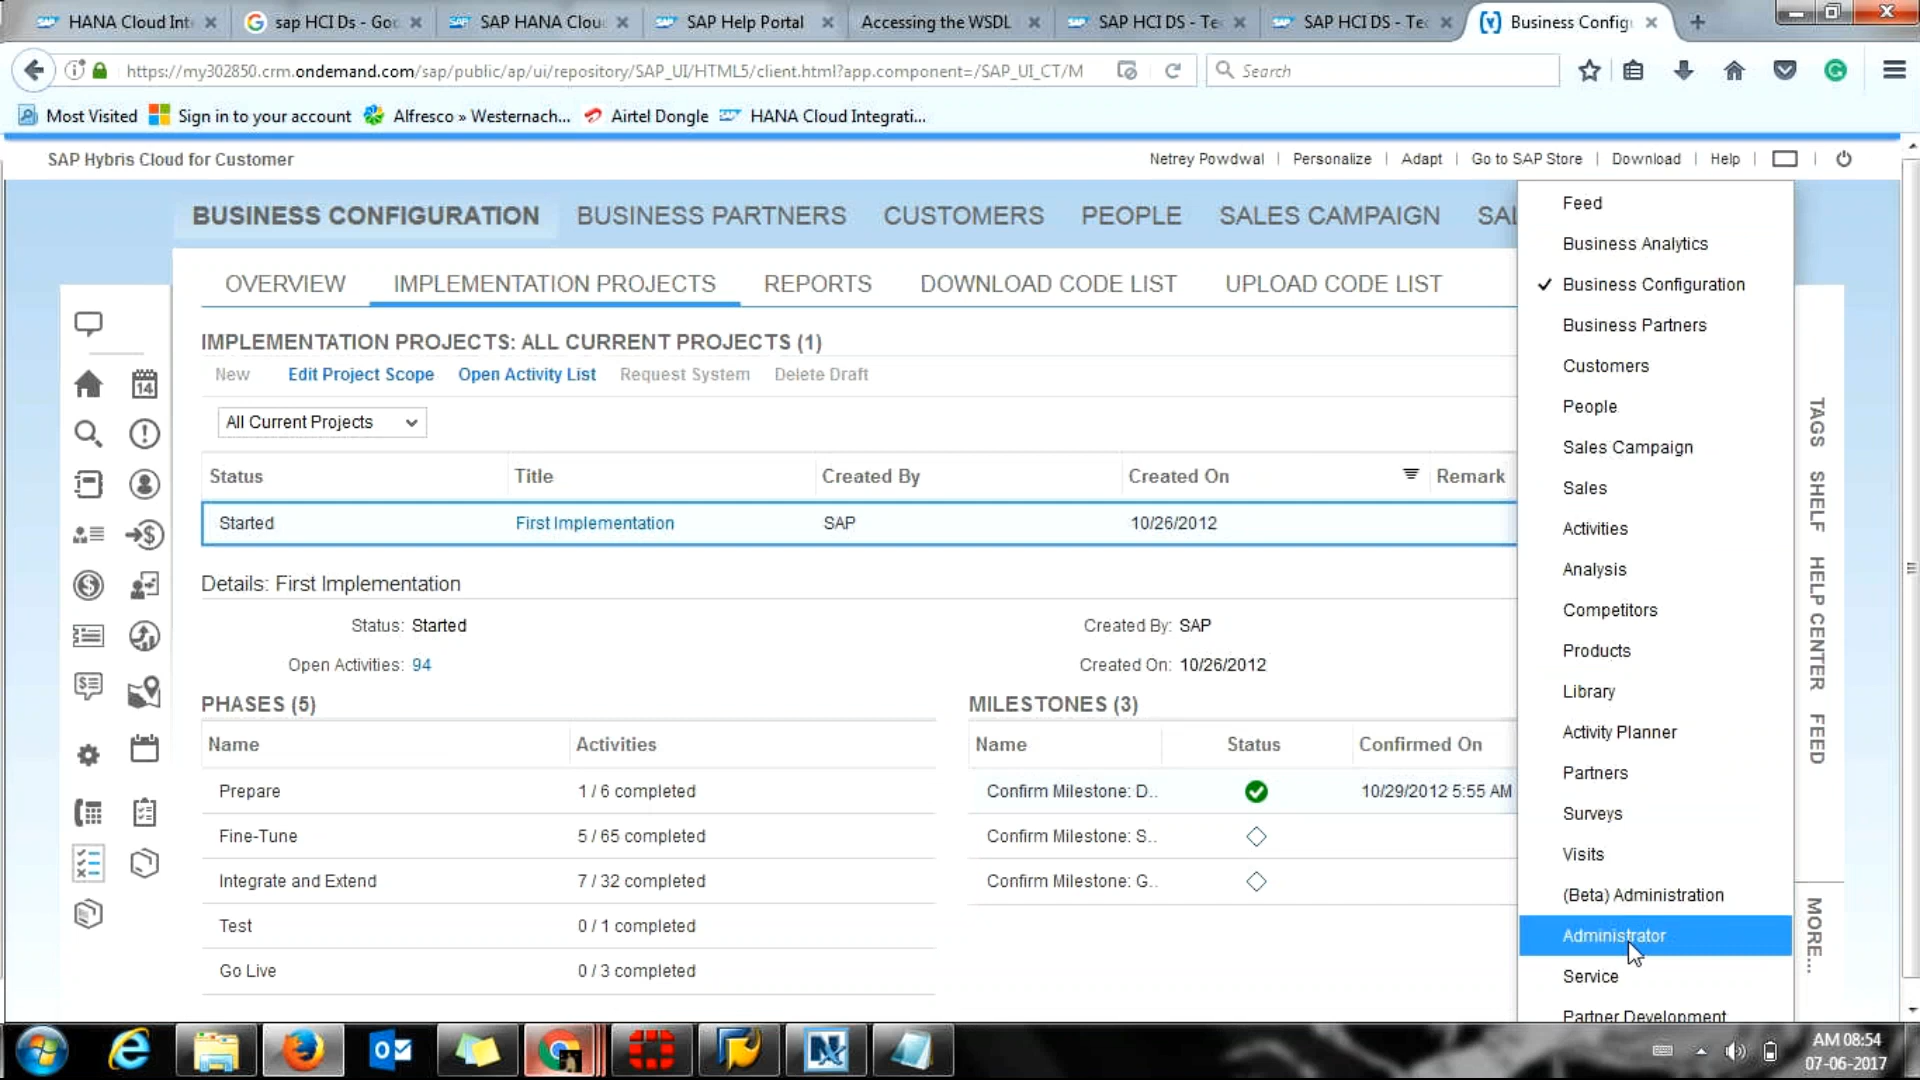 HANA Cloud Int
sap HCI Ds - Goo
SAP HANA Clou
SAP Help Portal
Accessing the WSDL
SAP HCI DS - Te
SAP HCI DS - Te
Business Config
https://my302850.crm.ondemand.com/sap/public/ap/ui/repository/SAP_UI/HTML5/client.html?app.component=/SAP_UI_CT/M
Search
Most Visited
Sign in to your account
Alfresco » Westernach...
Airtel Dongle
HANA Cloud Integrati...
SAP Hybris Cloud for Customer
Netrey Powdwal
Personalize
Adapt
Go to SAP Store
Download
Help
BUSINESS CONFIGURATION
BUSINESS PARTNERS
CUSTOMERS
PEOPLE
SALES CAMPAIGN
SAL
OVERVIEW
IMPLEMENTATION PROJECTS
REPORTS
DOWNLOAD CODE LIST
UPLOAD CODE LIST
IMPLEMENTATION PROJECTS: ALL CURRENT PROJECTS (1)
New
Edit Project Scope
Open Activity List
Request System
Delete Draft
All Current Projects
Status
Title
Created By
Created On
Remark
Started
First Implementation
SAP
10/26/2012
Details: First Implementation
Status: Started
Created By: SAP
Open Activities: 94
Created On: 10/26/2012
PHASES (5)
Name
Activities
Prepare
1 / 6 completed
Fine-Tune
5 / 65 completed
Integrate and Extend
7 / 32 completed
Test
0 / 1 completed
Go Live
0 / 3 completed
MILESTONES (3)
Name
Status
Confirmed On
Confirm Milestone: D..
10/29/2012 5:55 AM
Confirm Milestone: S..
Confirm Milestone: G..
Feed
Business Analytics
Business Configuration
Business Partners
Customers
People
Sales Campaign
Sales
Activities
Analysis
Competitors
Products
Library
Activity Planner
Partners
Surveys
Visits
(Beta) Administration
Administrator
Service
Partner Development
TAGS
SHELF
HELP CENTER
FEED
MORE...
14
AM 08:54
07-06-2017